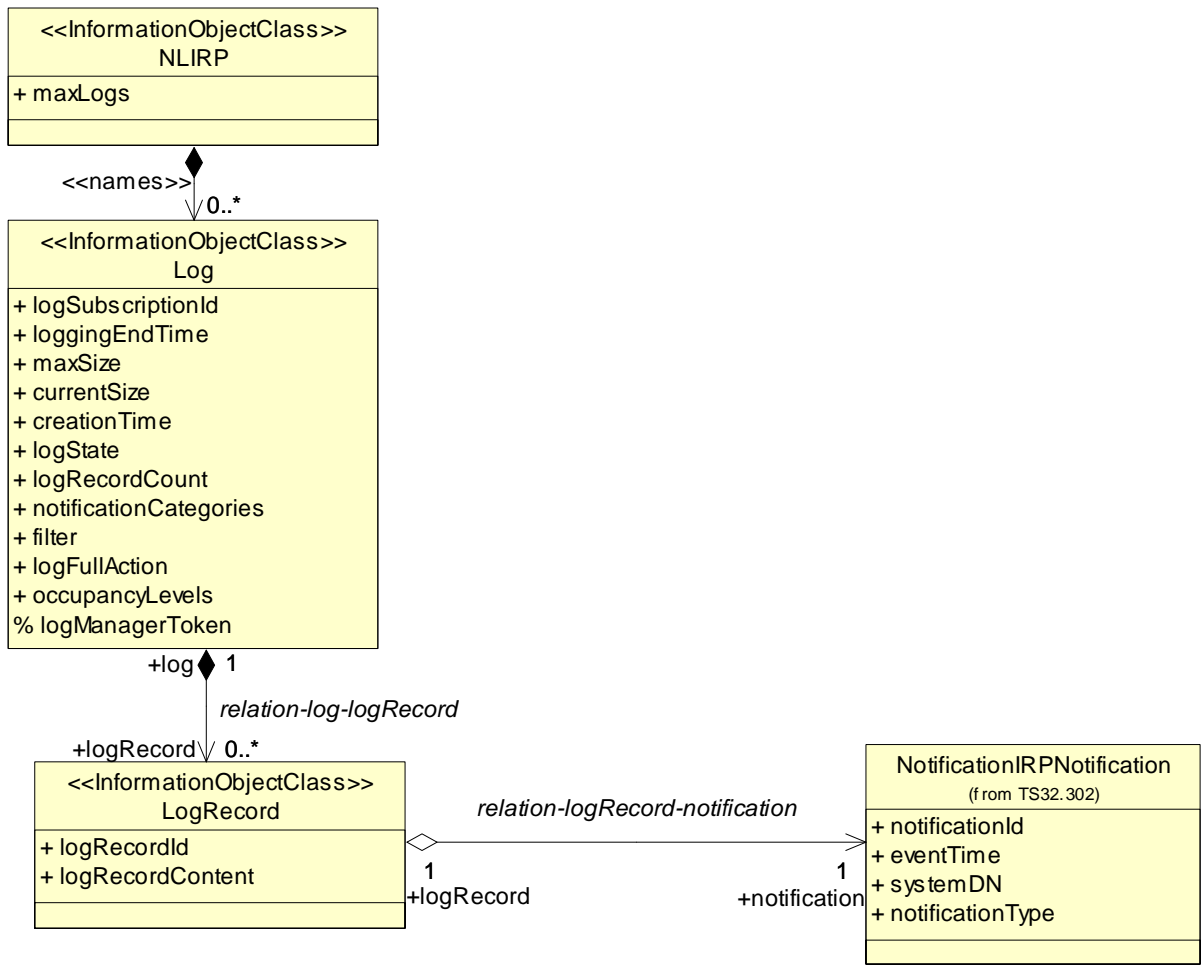 <<InformationObjectClass>>
NLIRP
+ maxLogs
<<names>>
0..*
<<InformationObjectClass>>
Log
+ logSubscriptionId
+ loggingEndTime
+ maxSize
+ currentSize
+ creationTime
+ logState
+ logRecordCount
+ notificationCategories
+ filter
+ logFullAction
+ occupancyLevels
% logManagerToken
+log 1
relation-log-logRecord
+logRecord 0..*
<<InformationObjectClass>>
LogRecord
+ logRecordId
+ logRecordContent
relation-logRecord-notification
1
+logRecord
1
+notification
NotificationIRPNotification
(from TS32.302)
+ notificationId
+ eventTime
+ systemDN
+ notificationType